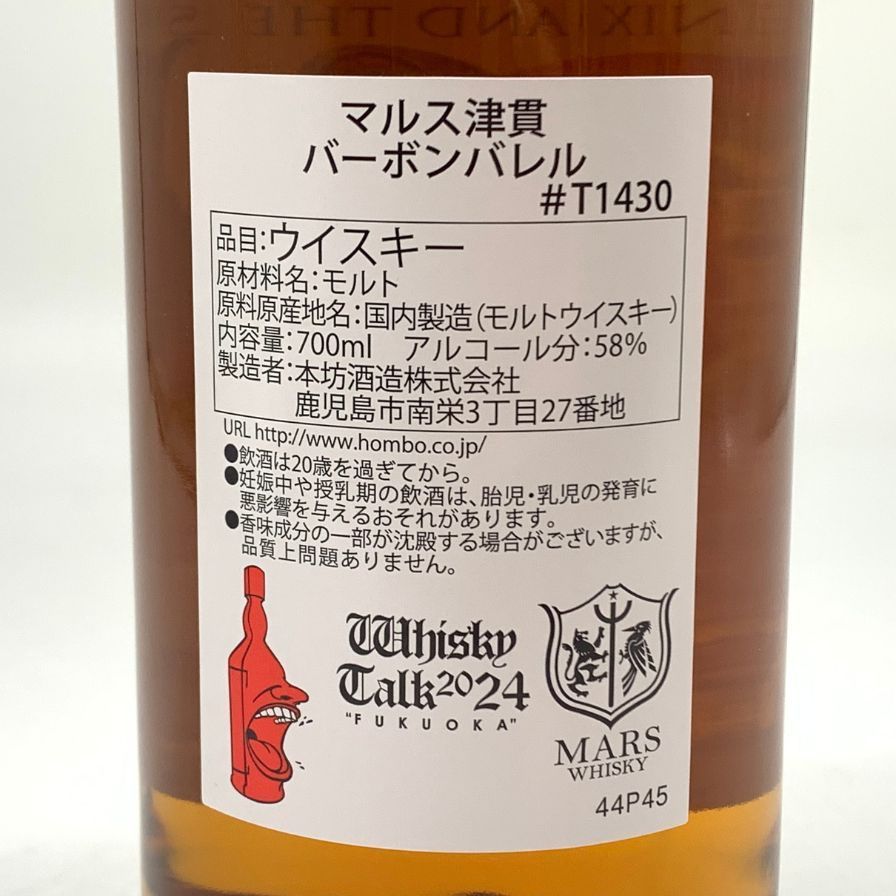 NIX AND THE S
マルス津貫
バーボンバレル
#T1430
品目:ウイスキー
原材料名:モルト
原料原産地名:国内製造(モルトウイスキー)
内容量:700ml アルコール分:58%
製造者:本坊酒造株式会社
鹿児島市南栄3丁目27番地
URL http://www.hombo.co.jp/
●飲酒は20歳を過ぎてから。
●妊娠中や授乳期の飲酒は、胎児・乳児の発育に
悪影響を与えるおそれがあります。
●香味成分の一部が沈殿する場合がございますが、
品質上問題ありません。
Whisky
Talk2024
"FUKUOKA"
MARS
WHISKY
44P45